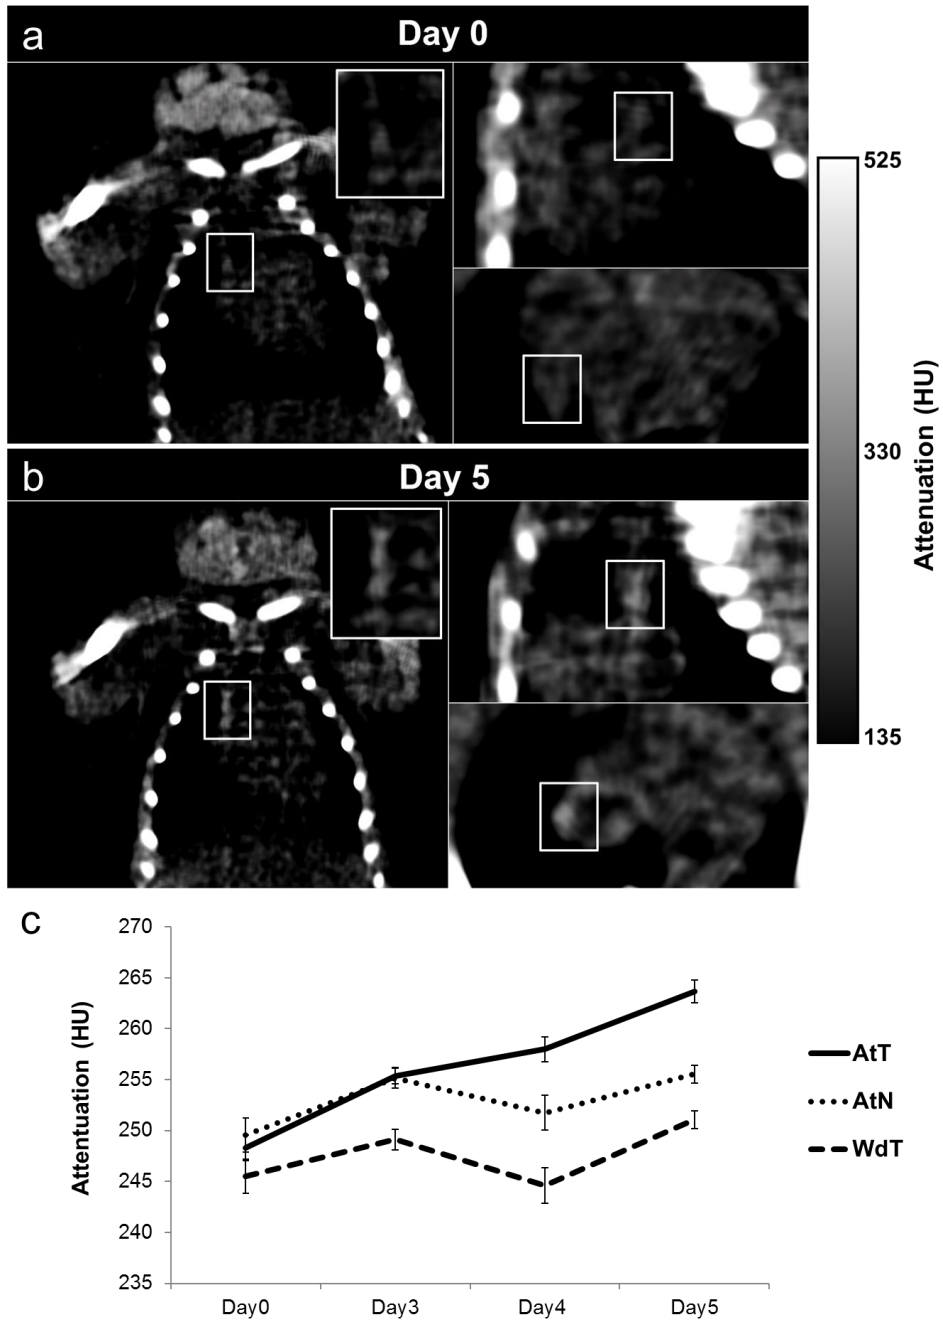 a
Day 0
525
330
135
Attenuation (HU)
b
Day 5
c
270
265
260
255
250
245
240
235
Attentuation (HU)
Day0
Day3
Day4
Day5
AtT
AtN
WdT